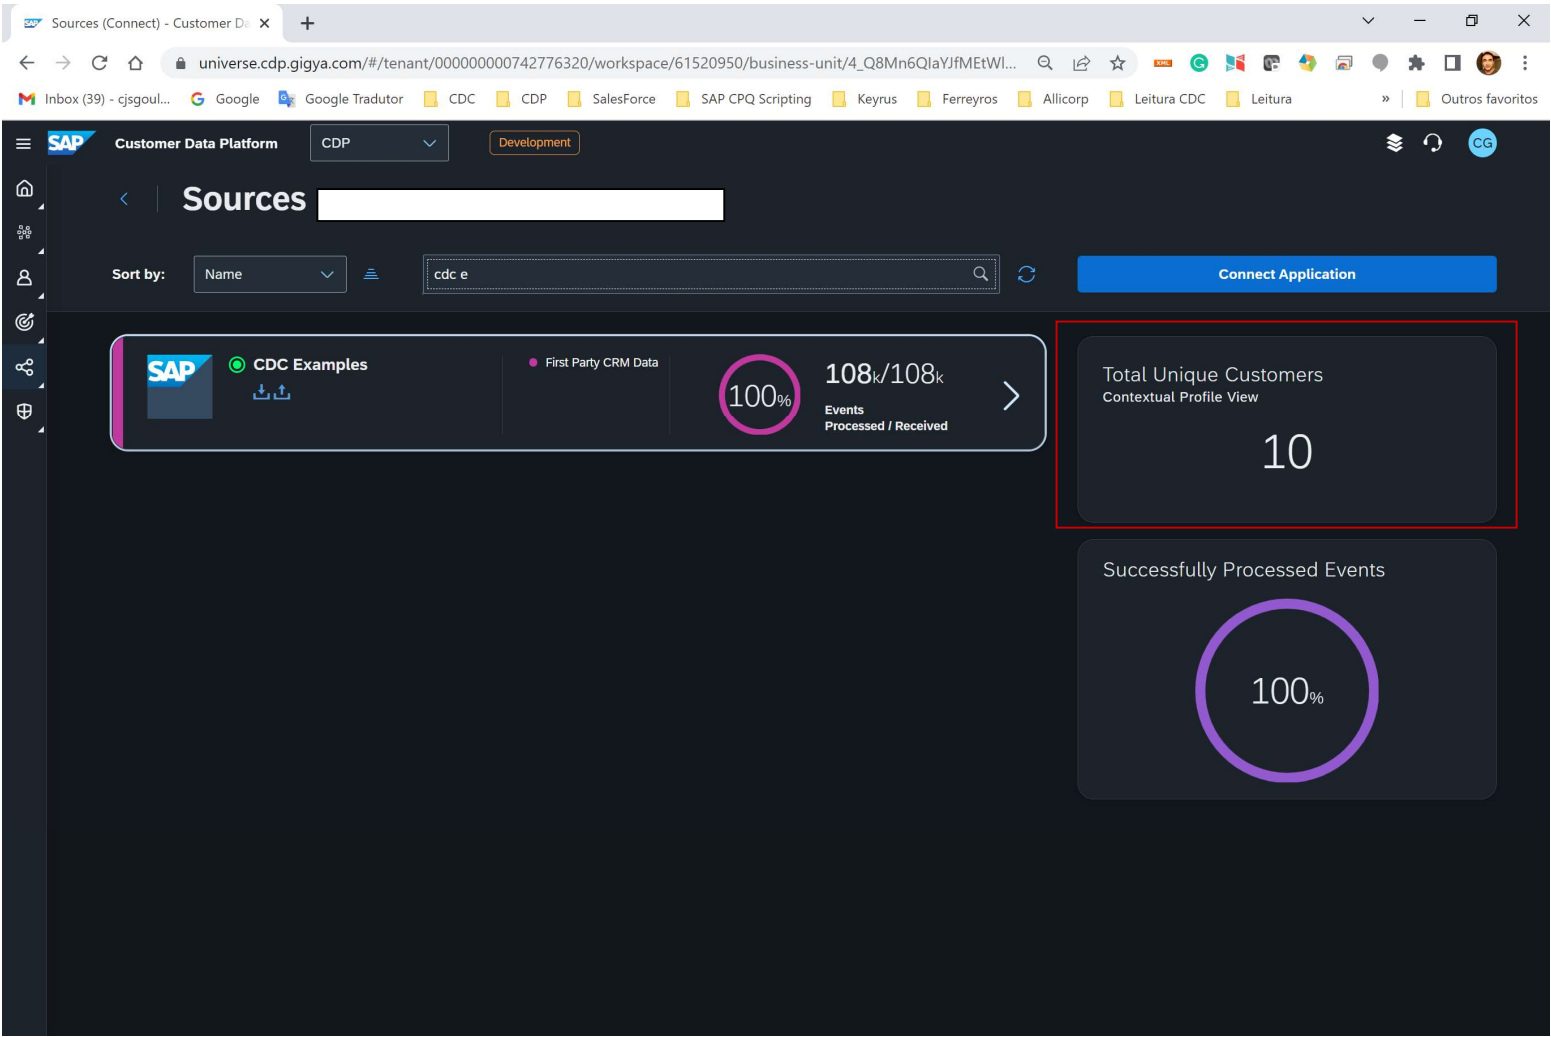 Sources (Connect) - Customer Da
universe.cdp.gigya.com/#/tenant/000000000742776320/workspace/61520950/business-unit/4_Q8Mn6QIaYJfMEtWl...
Inbox (39) - cjsgoul... Google Google Tradutor CDC CDP SalesForce SAP CPQ Scripting Keyrus Ferreyros Allicorp Leitura CDC Leitura » Outros favoritos
SAP Customer Data Platform CDP Development CG
Sources
Sort by: Name cdc e Connect Application
SAP CDC Examples
First Party CRM Data
100%
108k/108k
Events
Processed / Received
Total Unique Customers
Contextual Profile View
10
Successfully Processed Events
100%